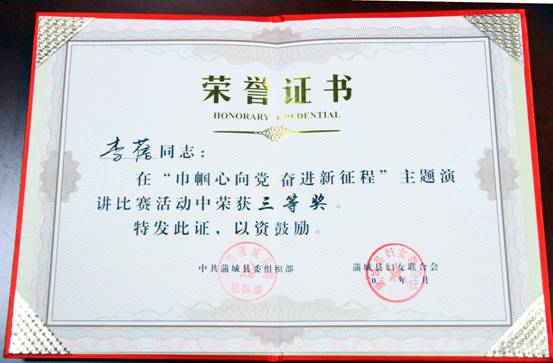 荣誉证书
HONORARY CREDENTIAL
李蓓同志：
在“巾帼心向党 奋进新征程”主题演
讲比赛活动中荣获三等奖。
特发此证，以资鼓励。
中共蒲城县委组织部 蒲城县妇女联合会
年三月